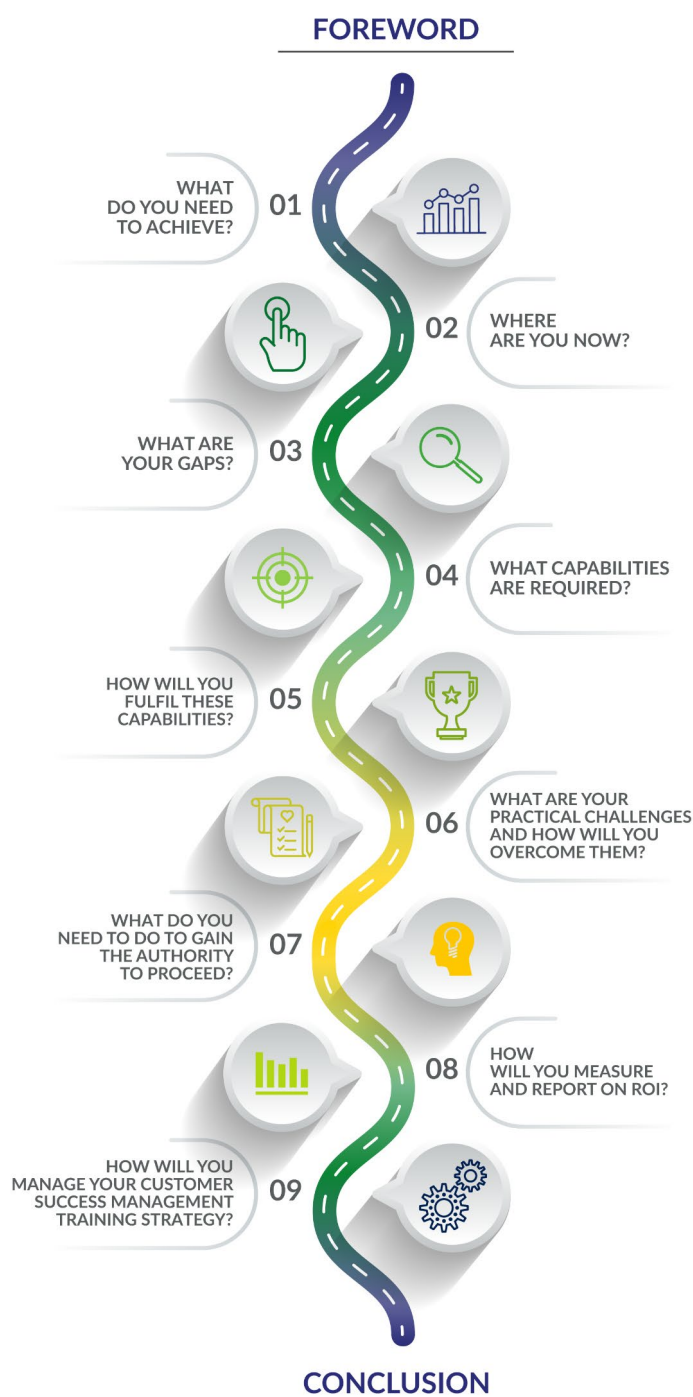 FOREWORD
WHAT
DO YOU NEED
TO ACHIEVE?
01
02
WHERE
ARE YOU NOW?
WHAT ARE
YOUR GAPS?
03
04
WHAT CAPABILITIES
ARE REQUIRED?
HOW WILL YOU
FULFIL THESE
CAPABILITIES?
05
06
WHAT ARE YOUR
PRACTICAL CHALLENGES
AND HOW WILL YOU
OVERCOME THEM?
WHAT DO YOU
NEED TO DO TO GAIN
THE AUTHORITY
TO PROCEED?
07
08
HOW
WILL YOU MEASURE
AND REPORT ON ROI?
HOW WILL YOU
MANAGE YOUR CUSTOMER
SUCCESS MANAGEMENT
TRAINING STRATEGY?
09
CONCLUSION